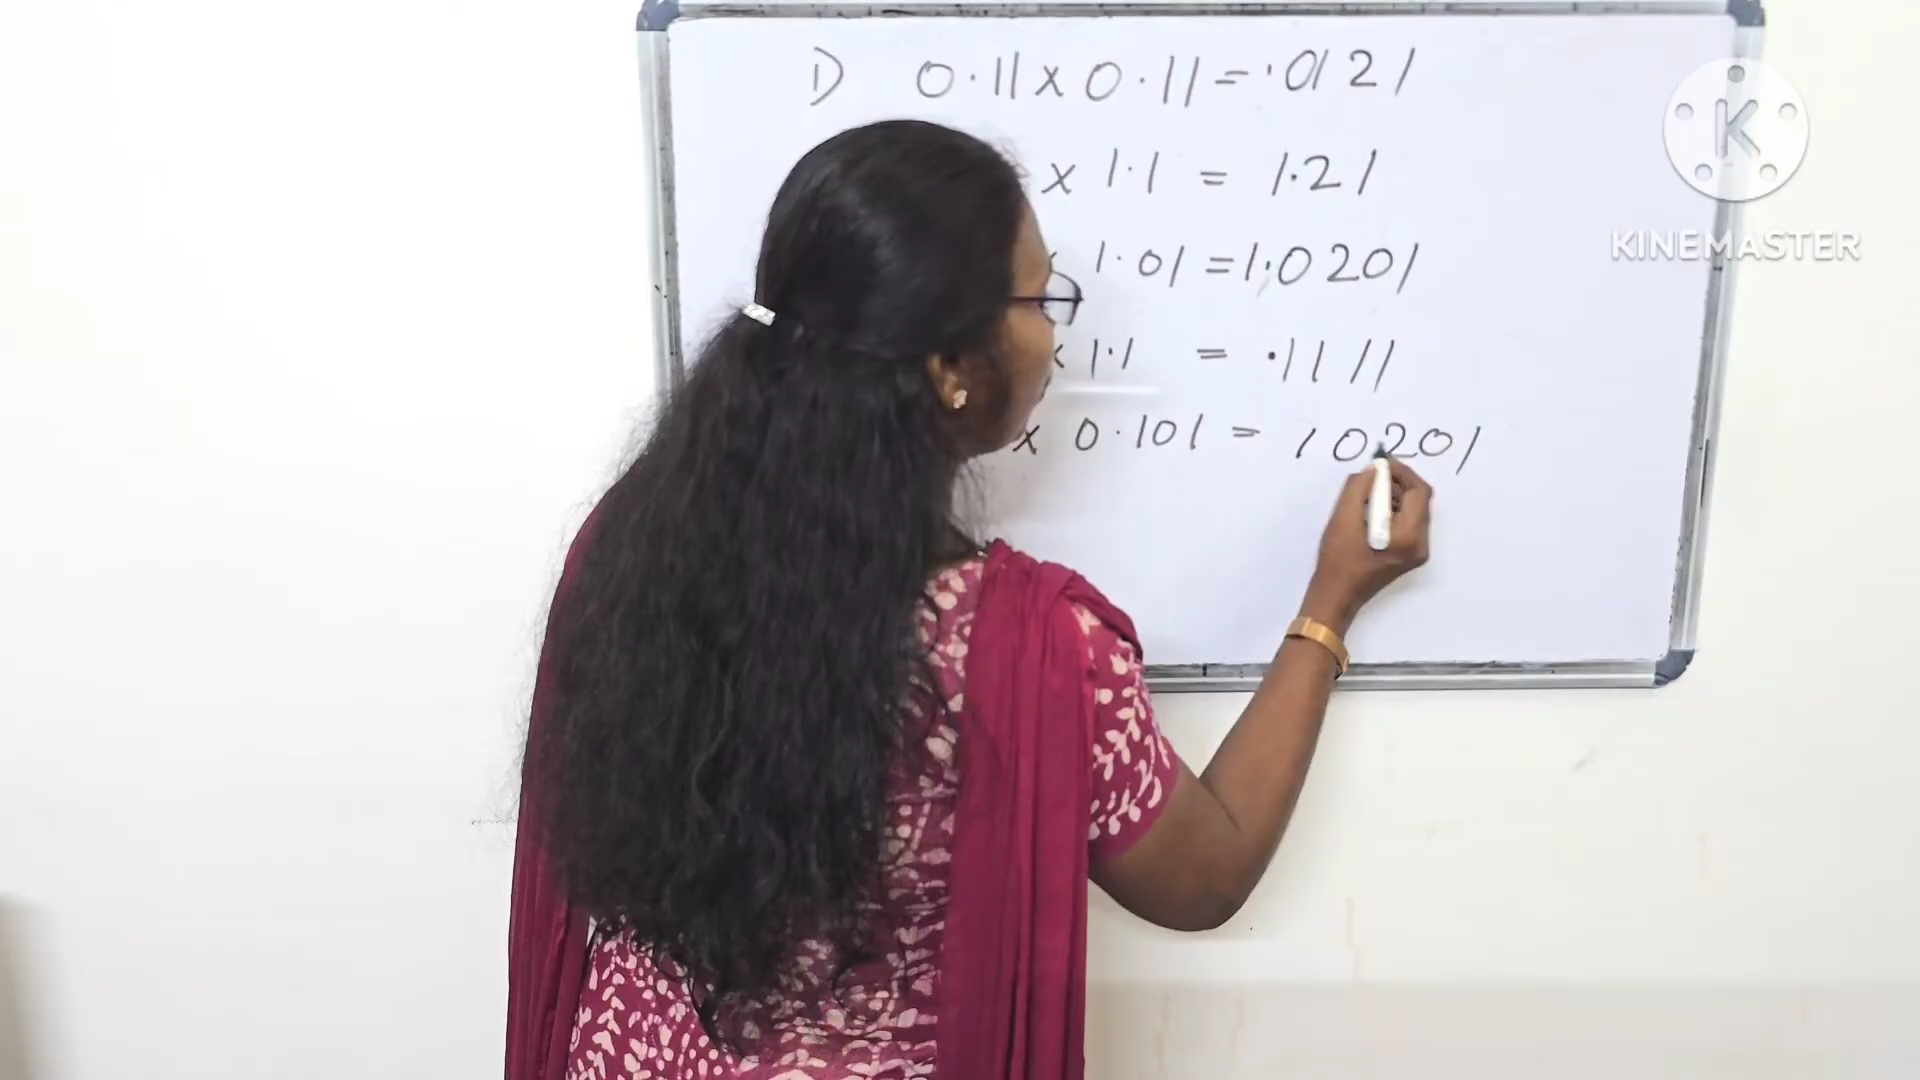 1) 0.11 x 0.11 = .0121
x 1.1 = 1.21
x 1.01 = 1.0201
x 1.1 = .1111
x 0.101 = 10201
K
KINEMASTER